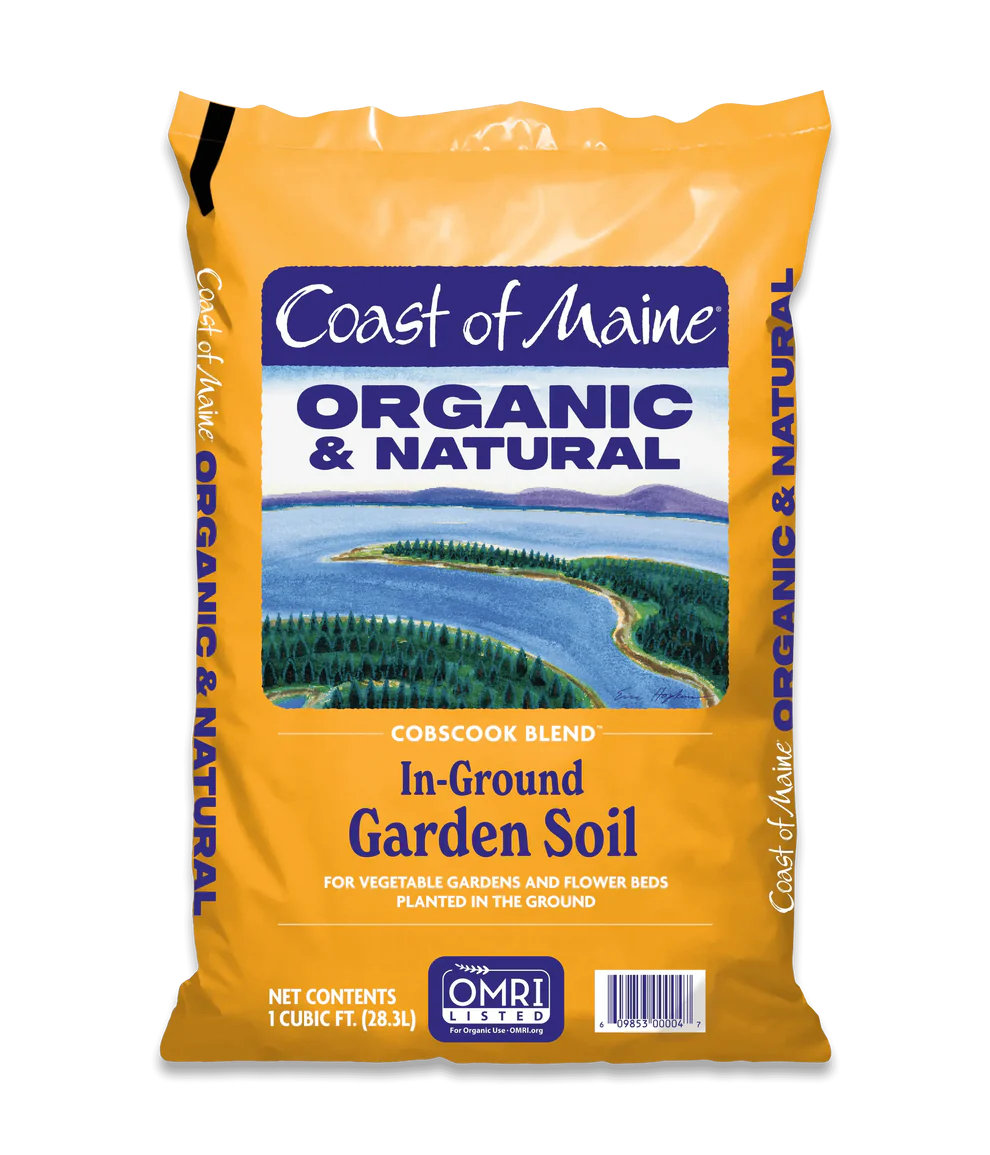 Coast of Maine®
ORGANIC
& NATURAL
COBSCOOK BLEND™
In-Ground
Garden Soil
FOR VEGETABLE GARDENS AND FLOWER BEDS
PLANTED IN THE GROUND
NET CONTENTS
1 CUBIC FT. (28.3L)
OMRI
LISTED
For Organic Use · OMRI.org
6 09853 00004 7
Coast of Maine ORGANIC & NATURAL
Coast of Maine ORGANIC & NATURAL